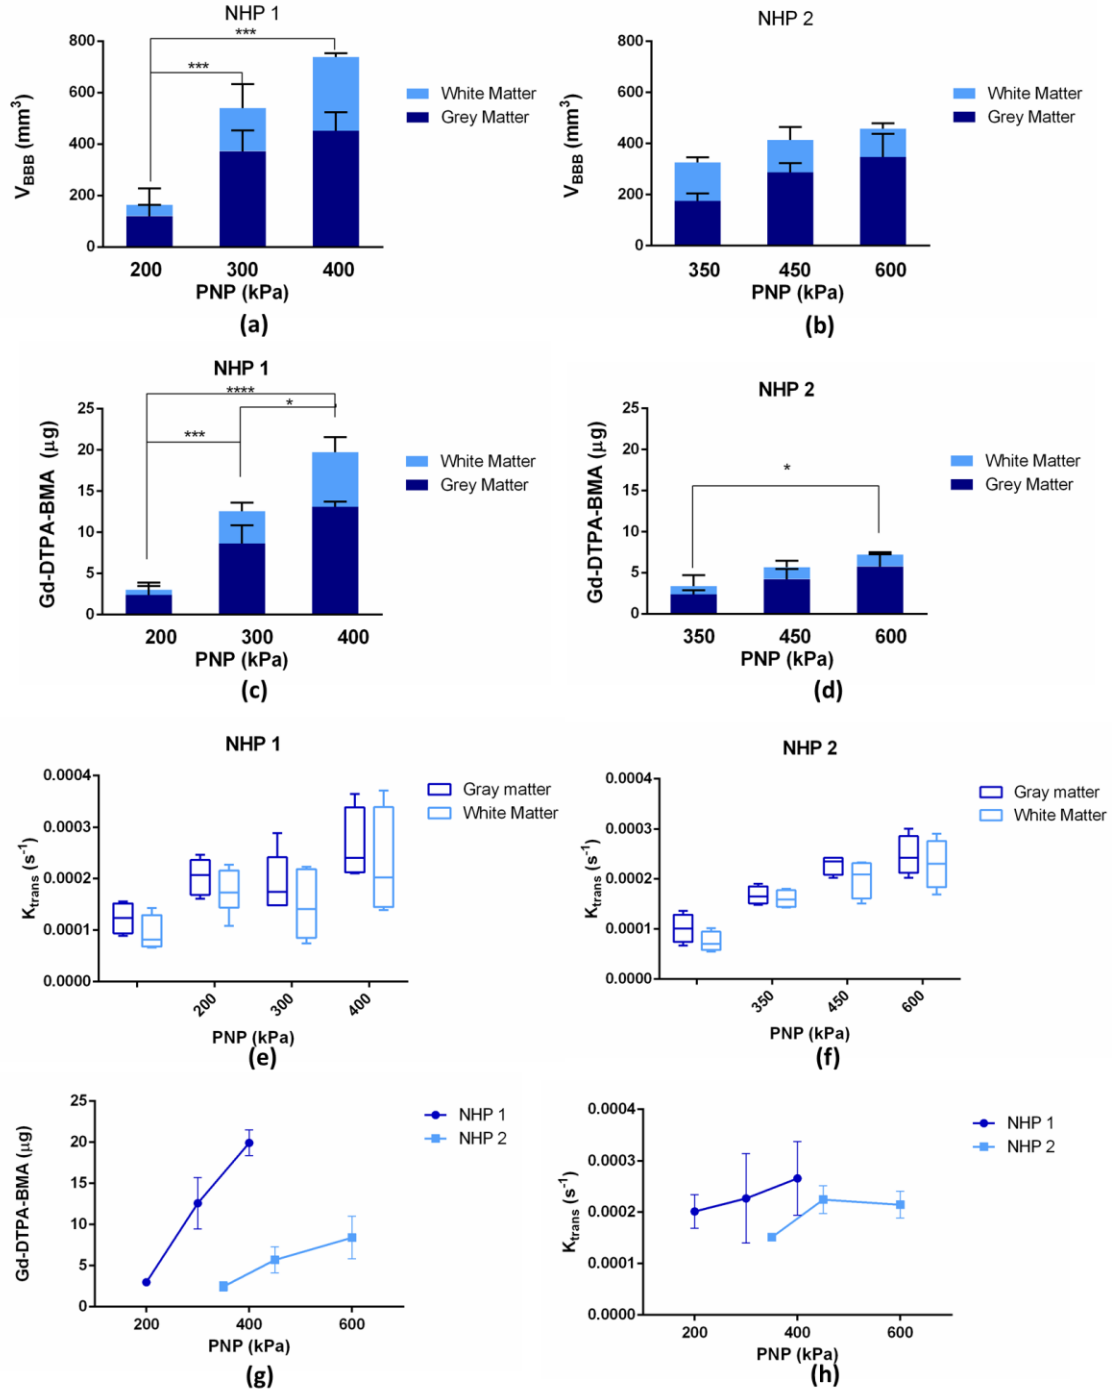 NHP 1
***
***
800
600
400
200
0
V_BBB (mm³)
White Matter
Grey Matter
200 300 400
PNP (kPa)
(a)
NHP 2
800
600
400
200
0
V_BBB (mm³)
White Matter
Grey Matter
350 450 600
PNP (kPa)
(b)
NHP 1
****
*
***
25
20
15
10
5
0
Gd-DTPA-BMA (µg)
White Matter
Grey Matter
200 300 400
PNP (kPa)
(c)
NHP 2
*
25
20
15
10
5
0
Gd-DTPA-BMA (µg)
White Matter
Grey Matter
350 450 600
PNP (kPa)
(d)
NHP 1
0.0004
0.0003
0.0002
0.0001
0.0000
K_trans (s⁻¹)
Gray matter
White Matter
200 300 400
PNP (kPa)
(e)
NHP 2
0.0004
0.0003
0.0002
0.0001
0.0000
K_trans (s⁻¹)
Gray matter
White Matter
350 450 600
PNP (kPa)
(f)
25
20
15
10
5
0
Gd-DTPA-BMA (µg)
NHP 1
NHP 2
200 400 600
PNP (kPa)
(g)
0.0004
0.0003
0.0002
0.0001
0.0000
K_trans (s⁻¹)
NHP 1
NHP 2
200 400 600
PNP (kPa)
(h)